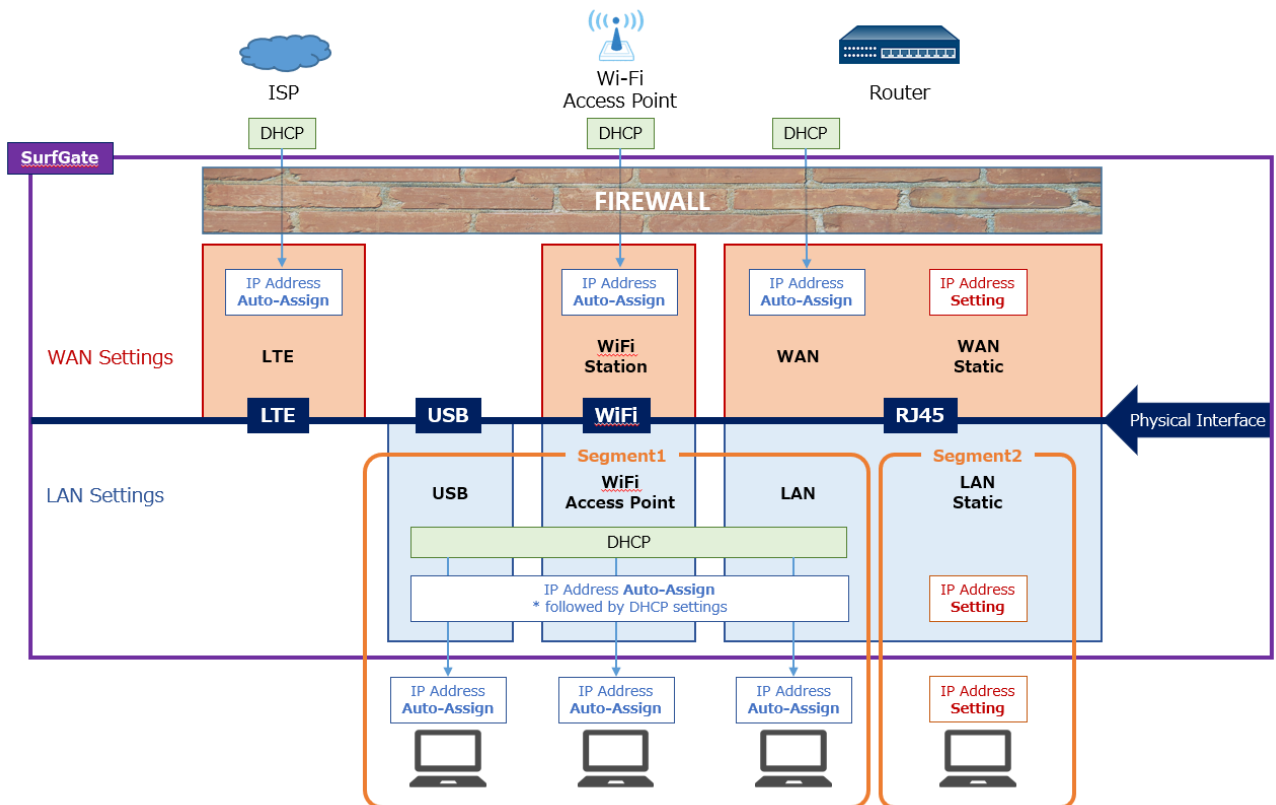 ISP
Wi-Fi
Access Point
Router
DHCP
DHCP
DHCP
SurfGate
FIREWALL
IP Address
Auto-Assign
IP Address
Auto-Assign
IP Address
Auto-Assign
IP Address
Setting
WAN Settings
LTE
WiFi
Station
WAN
WAN
Static
LTE
USB
WiFi
RJ45
Physical Interface
Segment1
Segment2
LAN Settings
USB
WiFi
Access Point
LAN
LAN
Static
DHCP
IP Address Auto-Assign
* followed by DHCP settings
IP Address
Setting
IP Address
Auto-Assign
IP Address
Auto-Assign
IP Address
Auto-Assign
IP Address
Setting